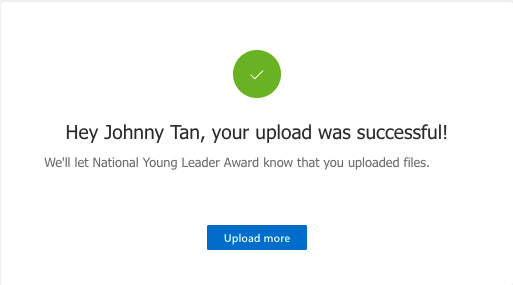 Hey Johnny Tan, your upload was successful!
We'll let National Young Leader Award know that you uploaded files.
Upload more